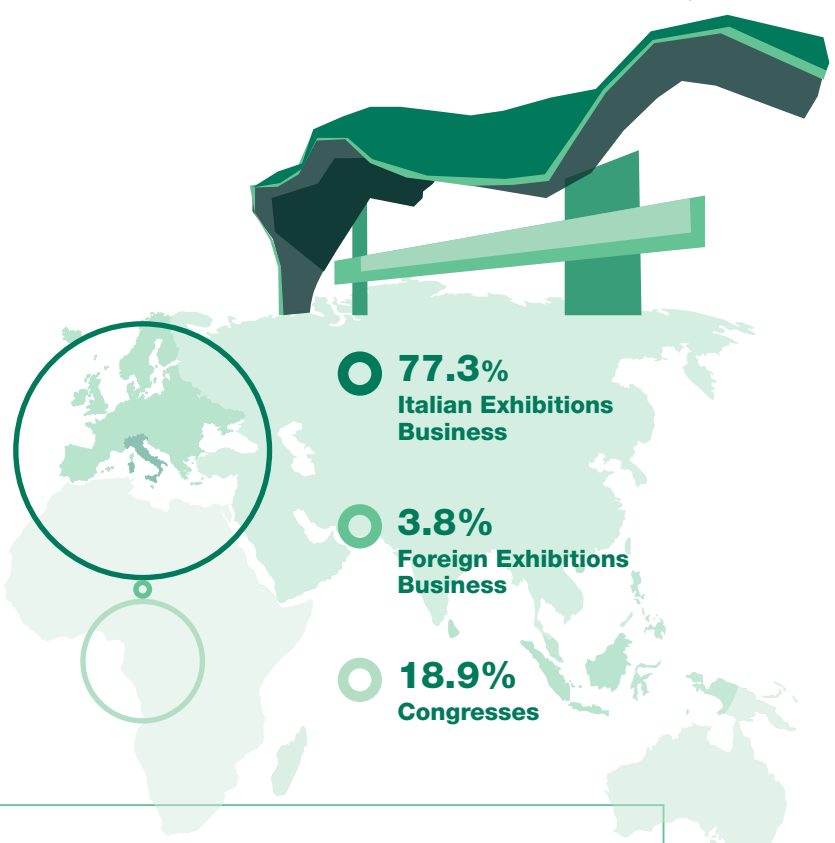 77.3%
Italian Exhibitions
Business
3.8%
Foreign Exhibitions
Business
18.9%
Congresses